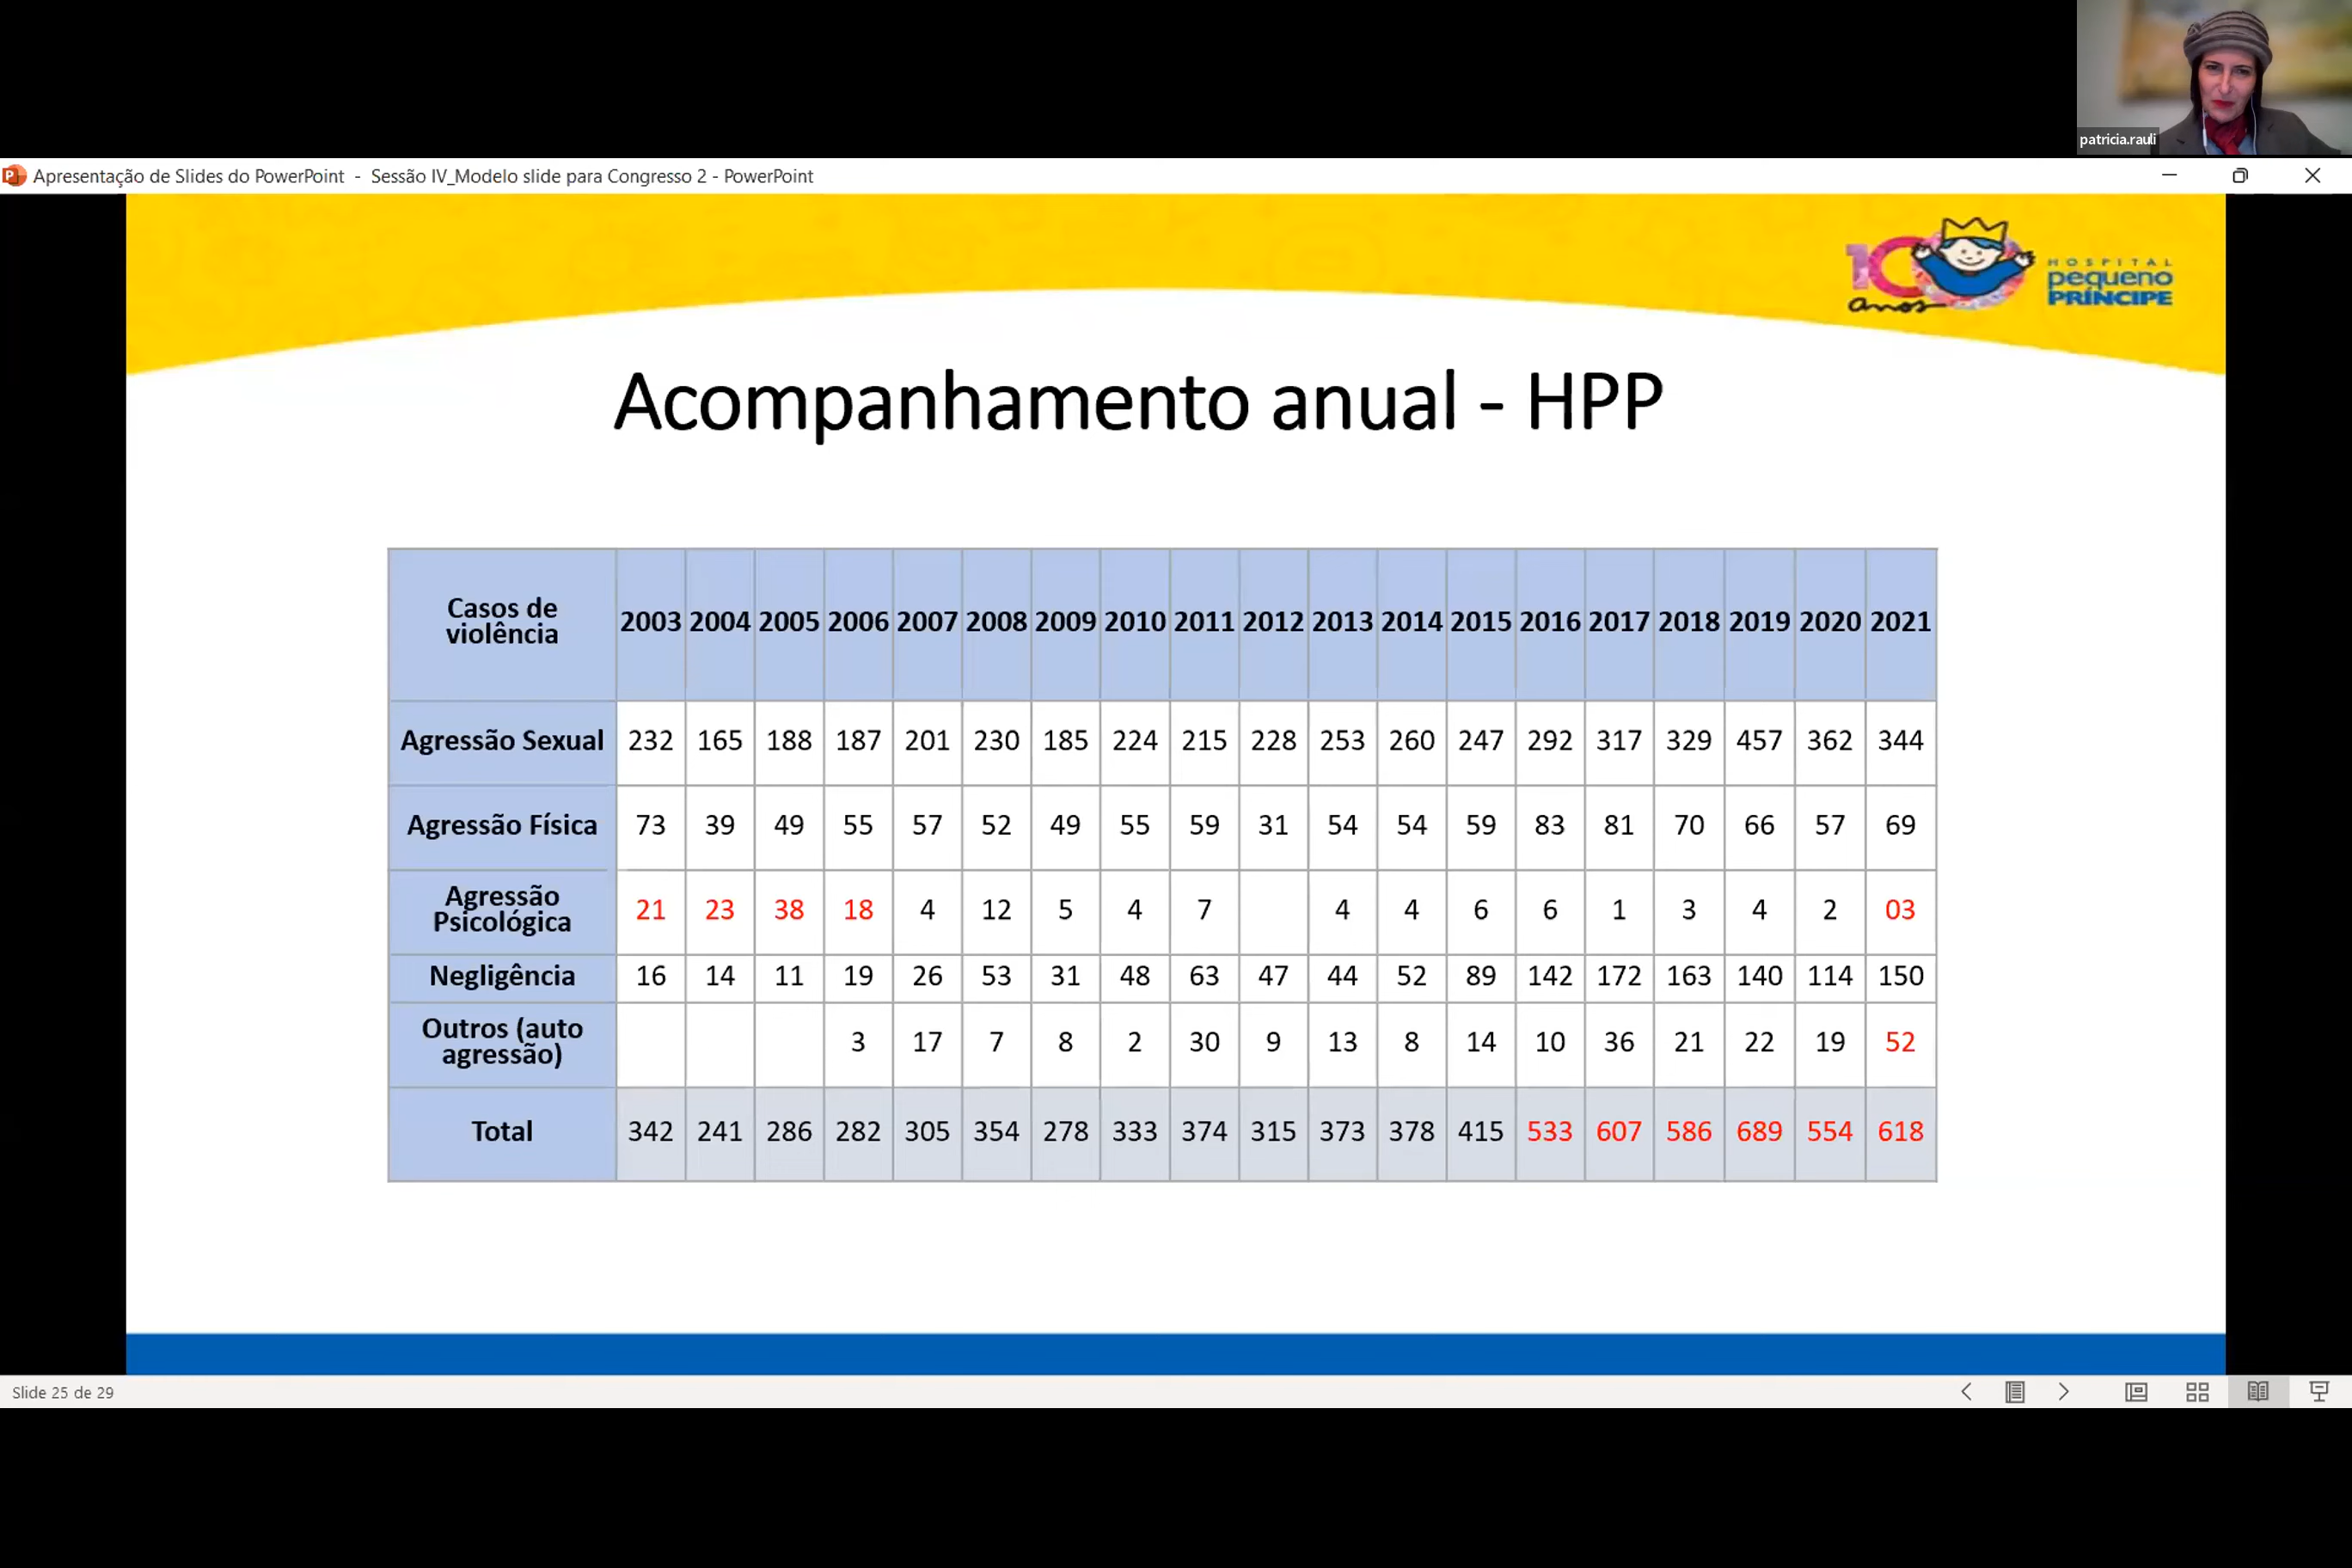 patricia.rauli
Apresentação de Slides do PowerPoint - Sessão IV_Modelo slide para Congresso 2 - PowerPoint
100
anos
HOSPITAL
pequeno
PRÍNCIPE
Acompanhamento anual - HPP
Casos de
violência
2003 2004 2005 2006 2007 2008 2009 2010 2011 2012 2013 2014 2015 2016 2017 2018 2019 2020 2021
Agressão Sexual 232 165 188 187 201 230 185 224 215 228 253 260 247 292 317 329 457 362 344
Agressão Física 73 39 49 55 57 52 49 55 59 31 54 54 59 83 81 70 66 57 69
Agressão
Psicológica
21 23 38 18 4 12 5 4 7 4 4 6 6 1 3 4 2 03
Negligência 16 14 11 19 26 53 31 48 63 47 44 52 89 142 172 163 140 114 150
Outros (auto
agressão)
3 17 7 8 2 30 9 13 8 14 10 36 21 22 19 52
Total 342 241 286 282 305 354 278 333 374 315 373 378 415 533 607 586 689 554 618
Slide 25 de 29